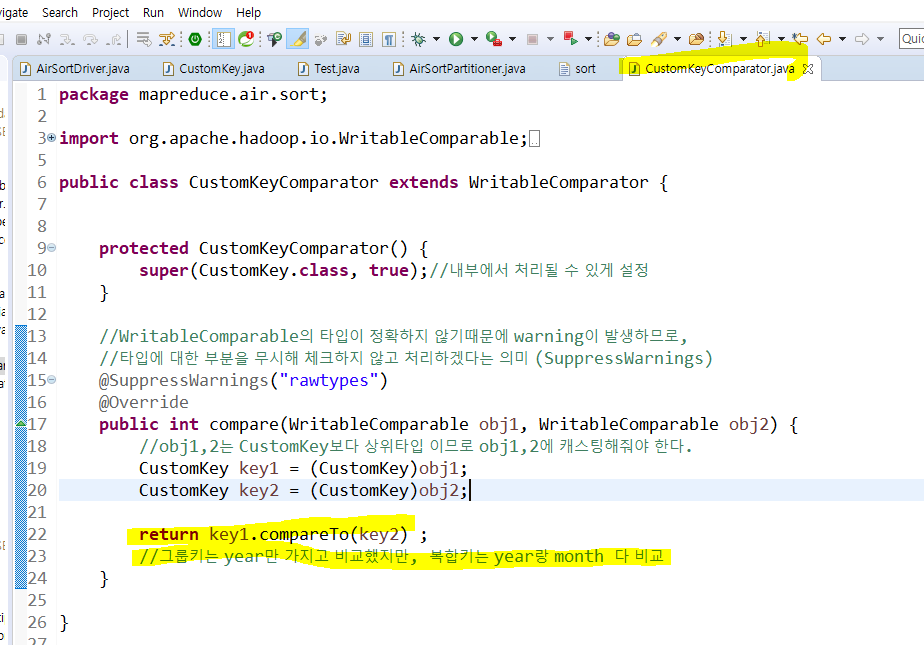 vigate Search Project Run Window Help
Quic
AirSortDriver.java CustomKey.java Test.java AirSortPartitioner.java sort CustomKeyComparator.java
1 package mapreduce.air.sort;
2
3 import org.apache.hadoop.io.WritableComparable;
5
6 public class CustomKeyComparator extends WritableComparator {
7
8
9 protected CustomKeyComparator() {
10 super(CustomKey.class, true);//내부에서 처리될 수 있게 설정
11 }
12
13 //WritableComparable의 타입이 정확하지 않기때문에 warning이 발생하므로,
14 //타입에 대한 부분을 무시해 체크하지 않고 처리하겠다는 의미 (SuppressWarnings)
15 @SuppressWarnings("rawtypes")
16 @Override
17 public int compare(WritableComparable obj1, WritableComparable obj2) {
18 //obj1,2는 CustomKey보다 상위타입 이므로 obj1,2에 캐스팅해줘야 한다.
19 CustomKey key1 = (CustomKey)obj1;
20 CustomKey key2 = (CustomKey)obj2;
21
22 return key1.compareTo(key2) ;
23 //그룹키는 year만 가지고 비교했지만, 복합키는 year랑 month 다 비교
24 }
25
26 }
27